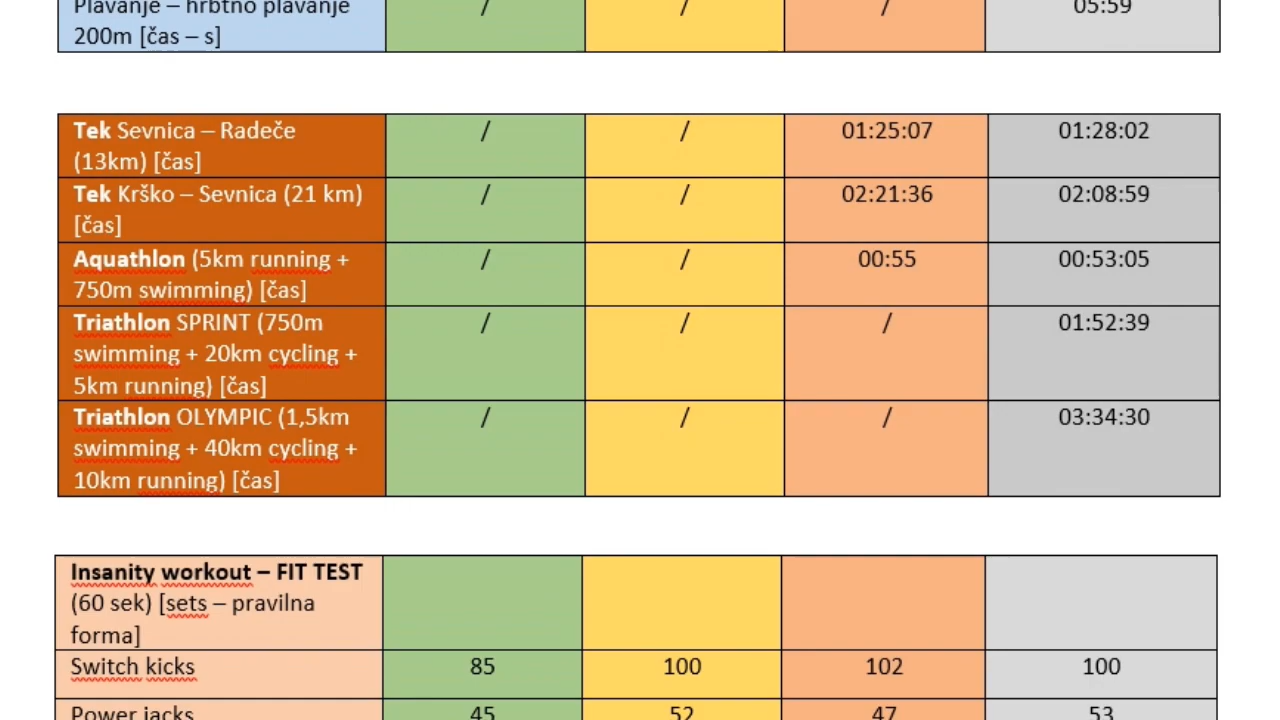 Plavanje – hrbtno plavanje / / / 05:59
200m [čas – s]
Tek Sevnica – Radeče / / 01:25:07 01:28:02
(13km) [čas]
Tek Krško – Sevnica (21 km) / / 02:21:36 02:08:59
[čas]
Aquathlon (5km running + / / 00:55 00:53:05
750m swimming) [čas]
Triathlon SPRINT (750m / / / 01:52:39
swimming + 20km cycling +
5km running) [čas]
Triathlon OLYMPIC (1,5km / / / 03:34:30
swimming + 40km cycling +
10km running) [čas]
Insanity workout – FIT TEST
(60 sek) [sets – pravilna
forma]
Switch kicks 85 100 102 100
Power jacks 45 52 47 53